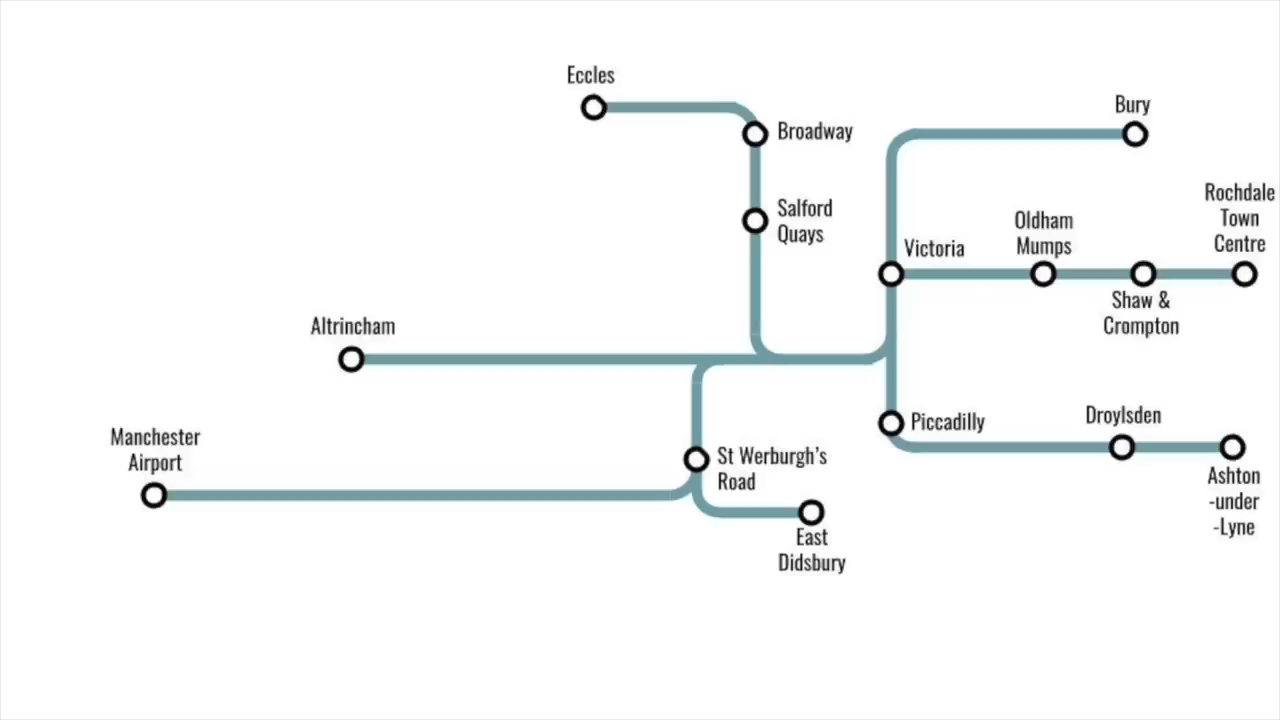 Eccles
Bury
Broadway
Rochdale
Town
Centre
Salford
Quays
Oldham
Mumps
Victoria
Shaw &
Crompton
Altrincham
Droylsden
Piccadilly
Manchester
Airport
St Werburgh's
Road
Ashton
-under
-Lyne
East
Didsbury